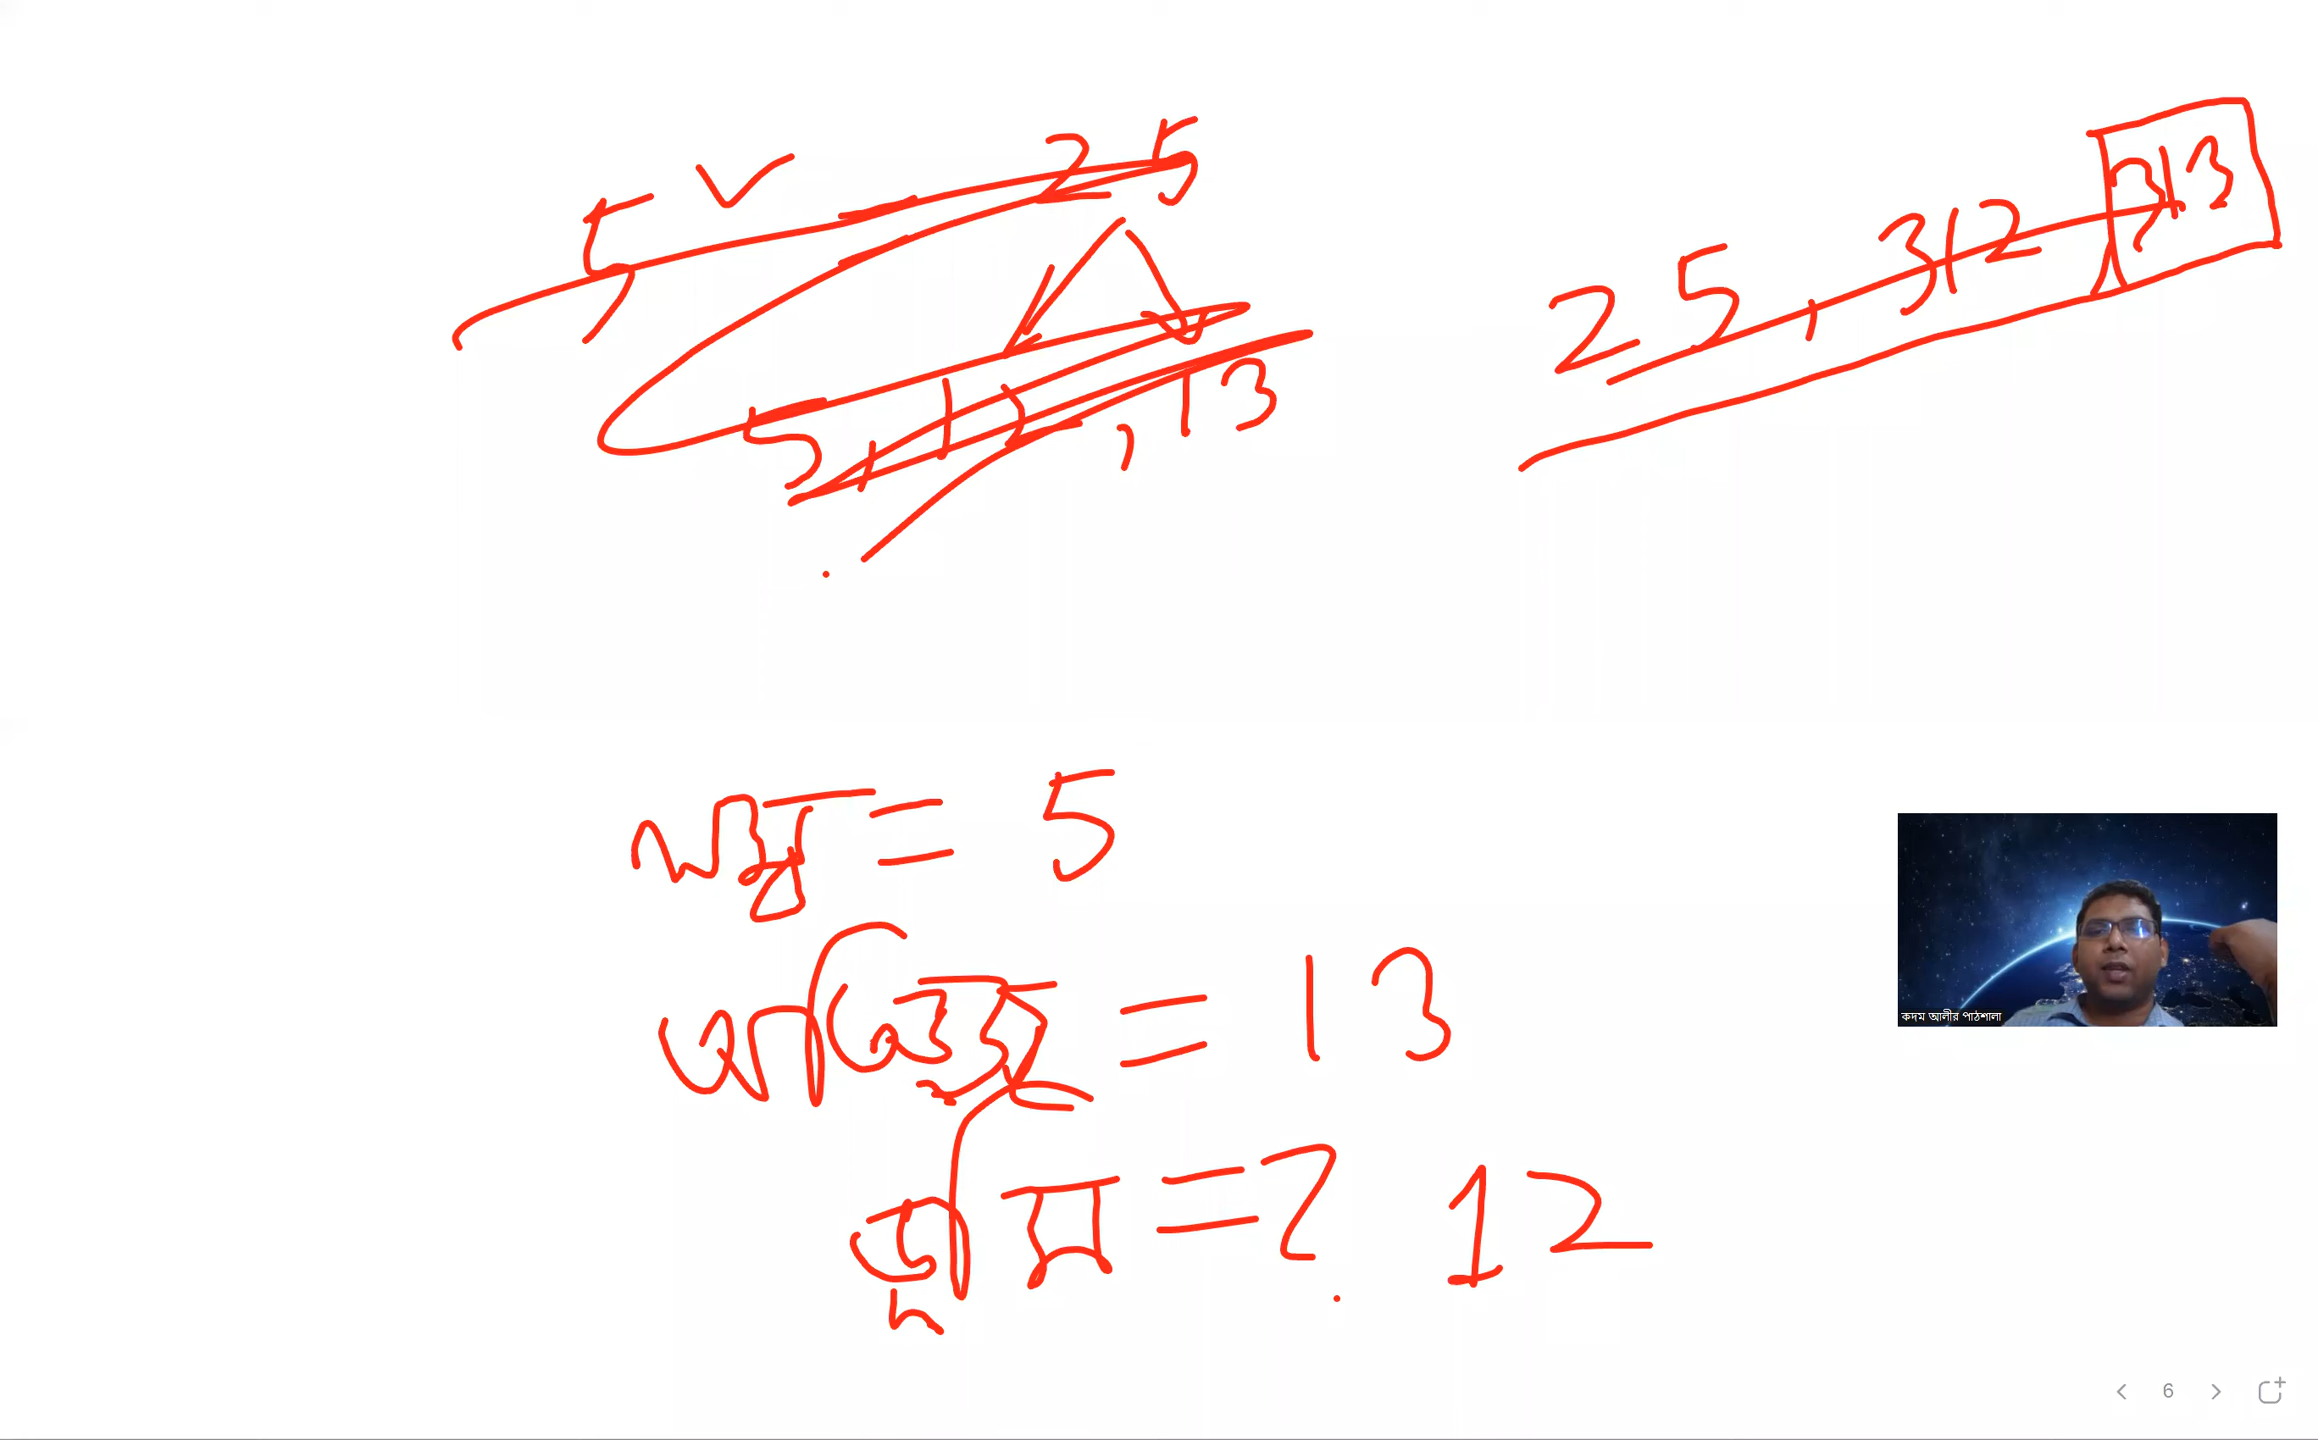 5 25
5, 12, 13
25, 312, 313
লম্ব = 5
অতিভুজ = 13
ভূমি = ? 12
কদম আলীর পাঠশালা
6